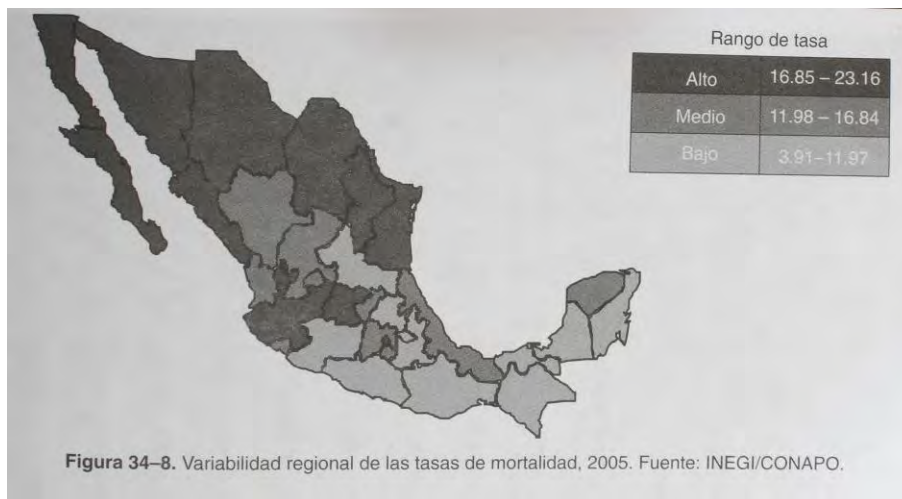 Rango de tasa
Alto 16.85 – 23.16
Medio 11.98 – 16.84
Bajo 3.91–11.97
Figura 34–8. Variabilidad regional de las tasas de mortalidad, 2005. Fuente: INEGI/CONAPO.